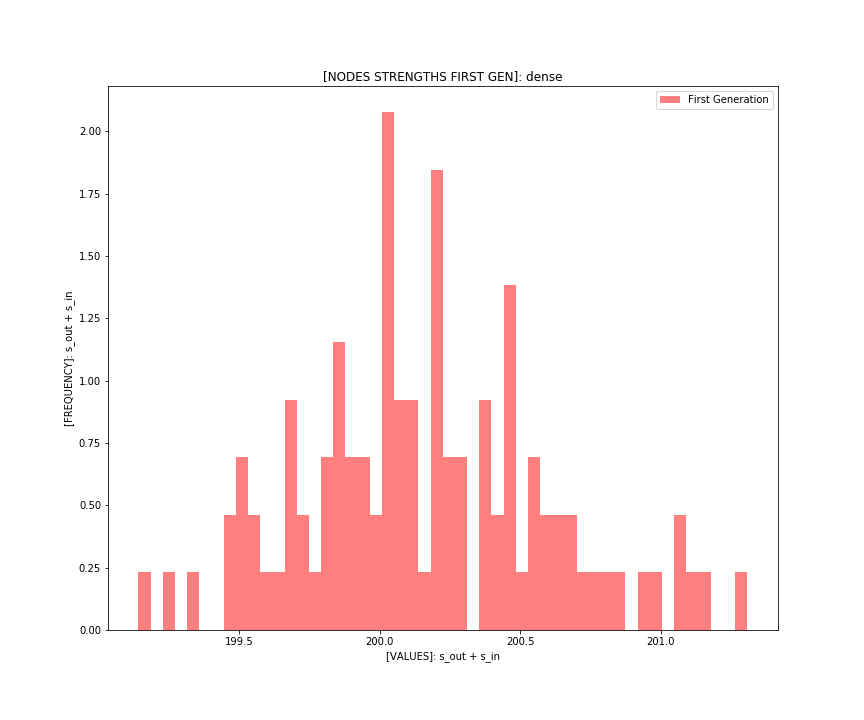 [NODES STRENGTHS FIRST GEN]: dense
First Generation
2.00
1.75
1.50
1.25
1.00
0.75
0.50
0.25
0.00
[FREQUENCY]: s_out + s_in
199.5 200.0 200.5 201.0
[VALUES]: s_out + s_in